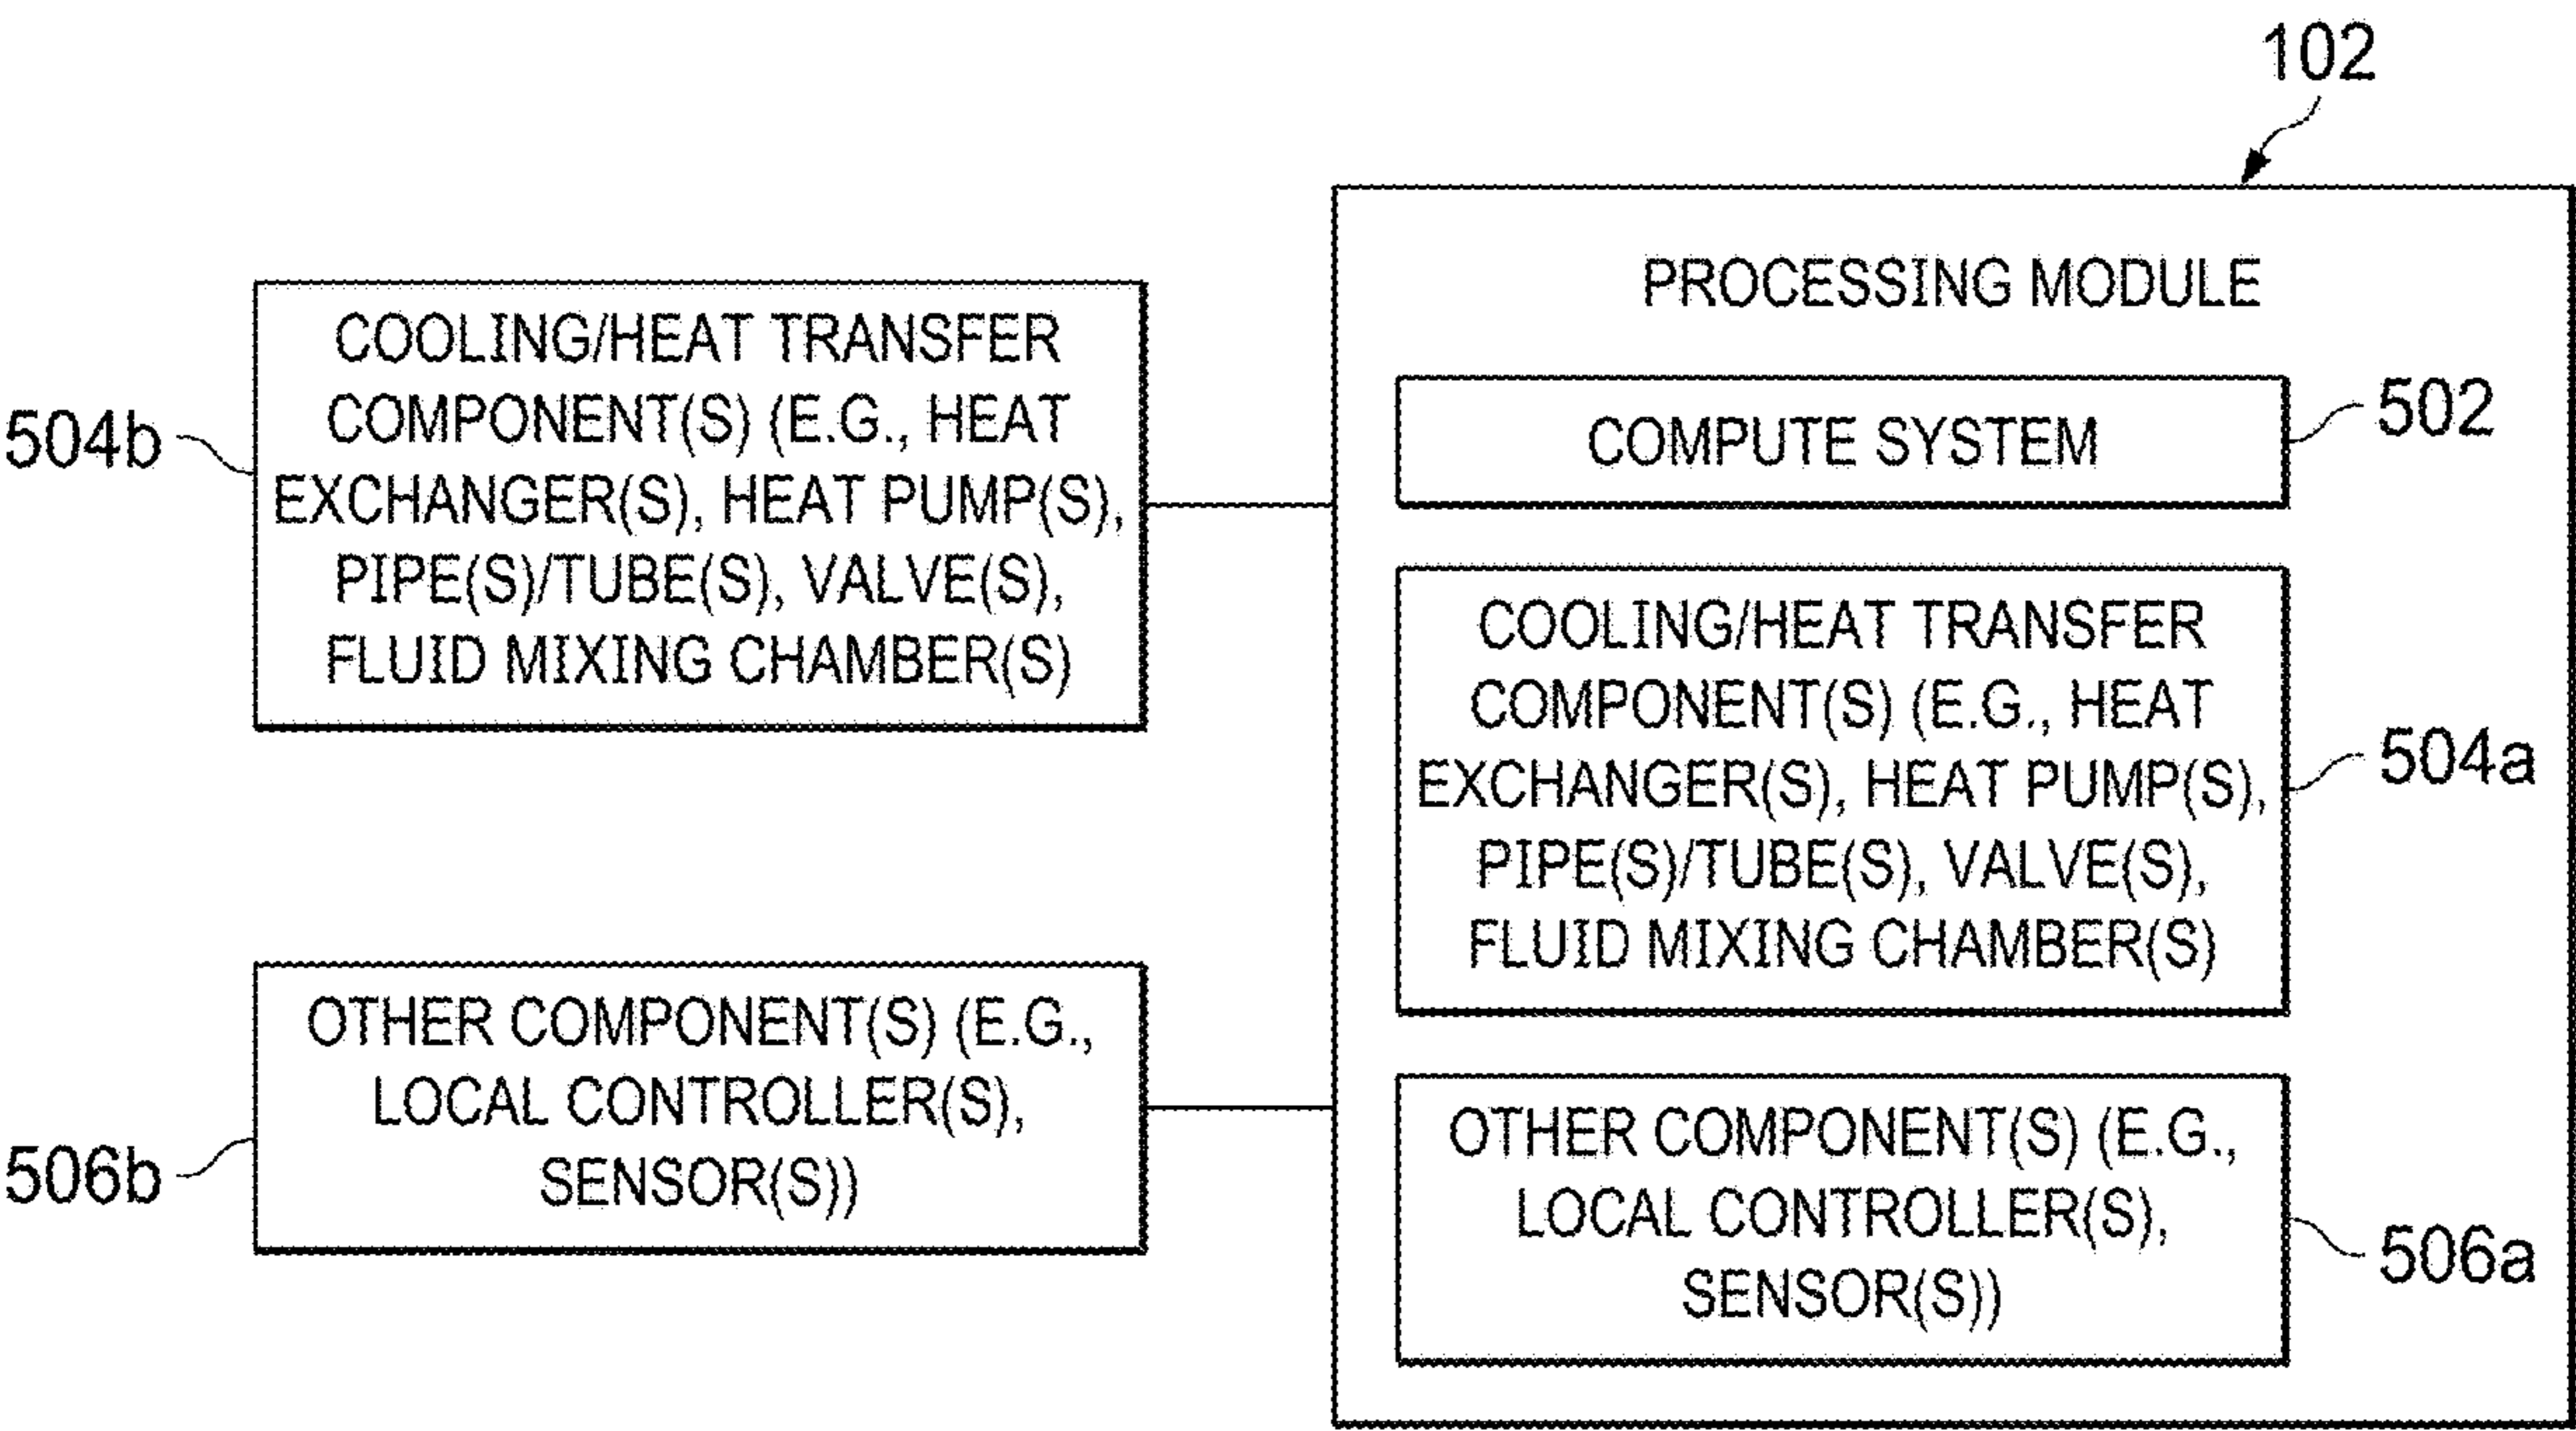 102
PROCESSING MODULE
COMPUTE SYSTEM
502
COOLING/HEAT TRANSFER
COMPONENT(S) (E.G., HEAT
EXCHANGER(S), HEAT PUMP(S),
PIPE(S)/TUBE(S), VALVE(S),
FLUID MIXING CHAMBER(S)
504b
COOLING/HEAT TRANSFER
COMPONENT(S) (E.G., HEAT
EXCHANGER(S), HEAT PUMP(S),
PIPE(S)/TUBE(S), VALVE(S),
FLUID MIXING CHAMBER(S)
504a
OTHER COMPONENT(S) (E.G.,
LOCAL CONTROLLER(S),
SENSOR(S))
506b
OTHER COMPONENT(S) (E.G.,
LOCAL CONTROLLER(S),
SENSOR(S))
506a